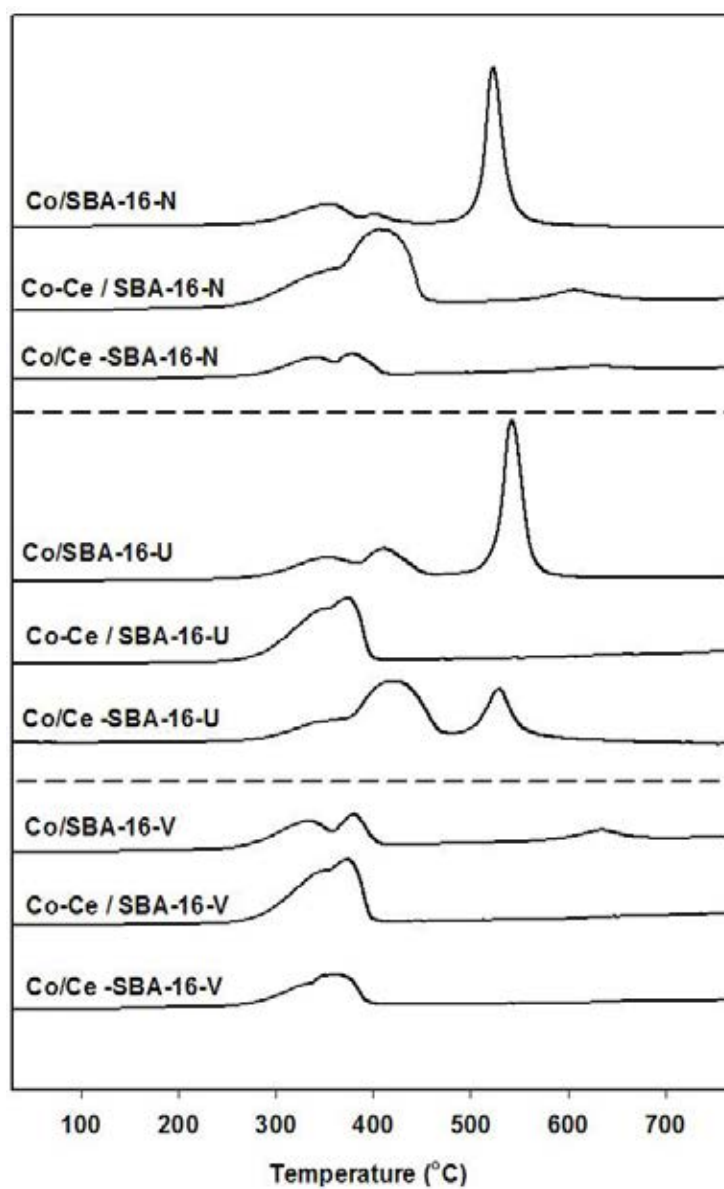 Co/SBA-16-N
Co-Ce / SBA-16-N
Co/Ce -SBA-16-N
Co/SBA-16-U
Co-Ce / SBA-16-U
Co/Ce -SBA-16-U
Co/SBA-16-V
Co-Ce / SBA-16-V
Co/Ce -SBA-16-V
100 200 300 400 500 600 700
Temperature (°C)